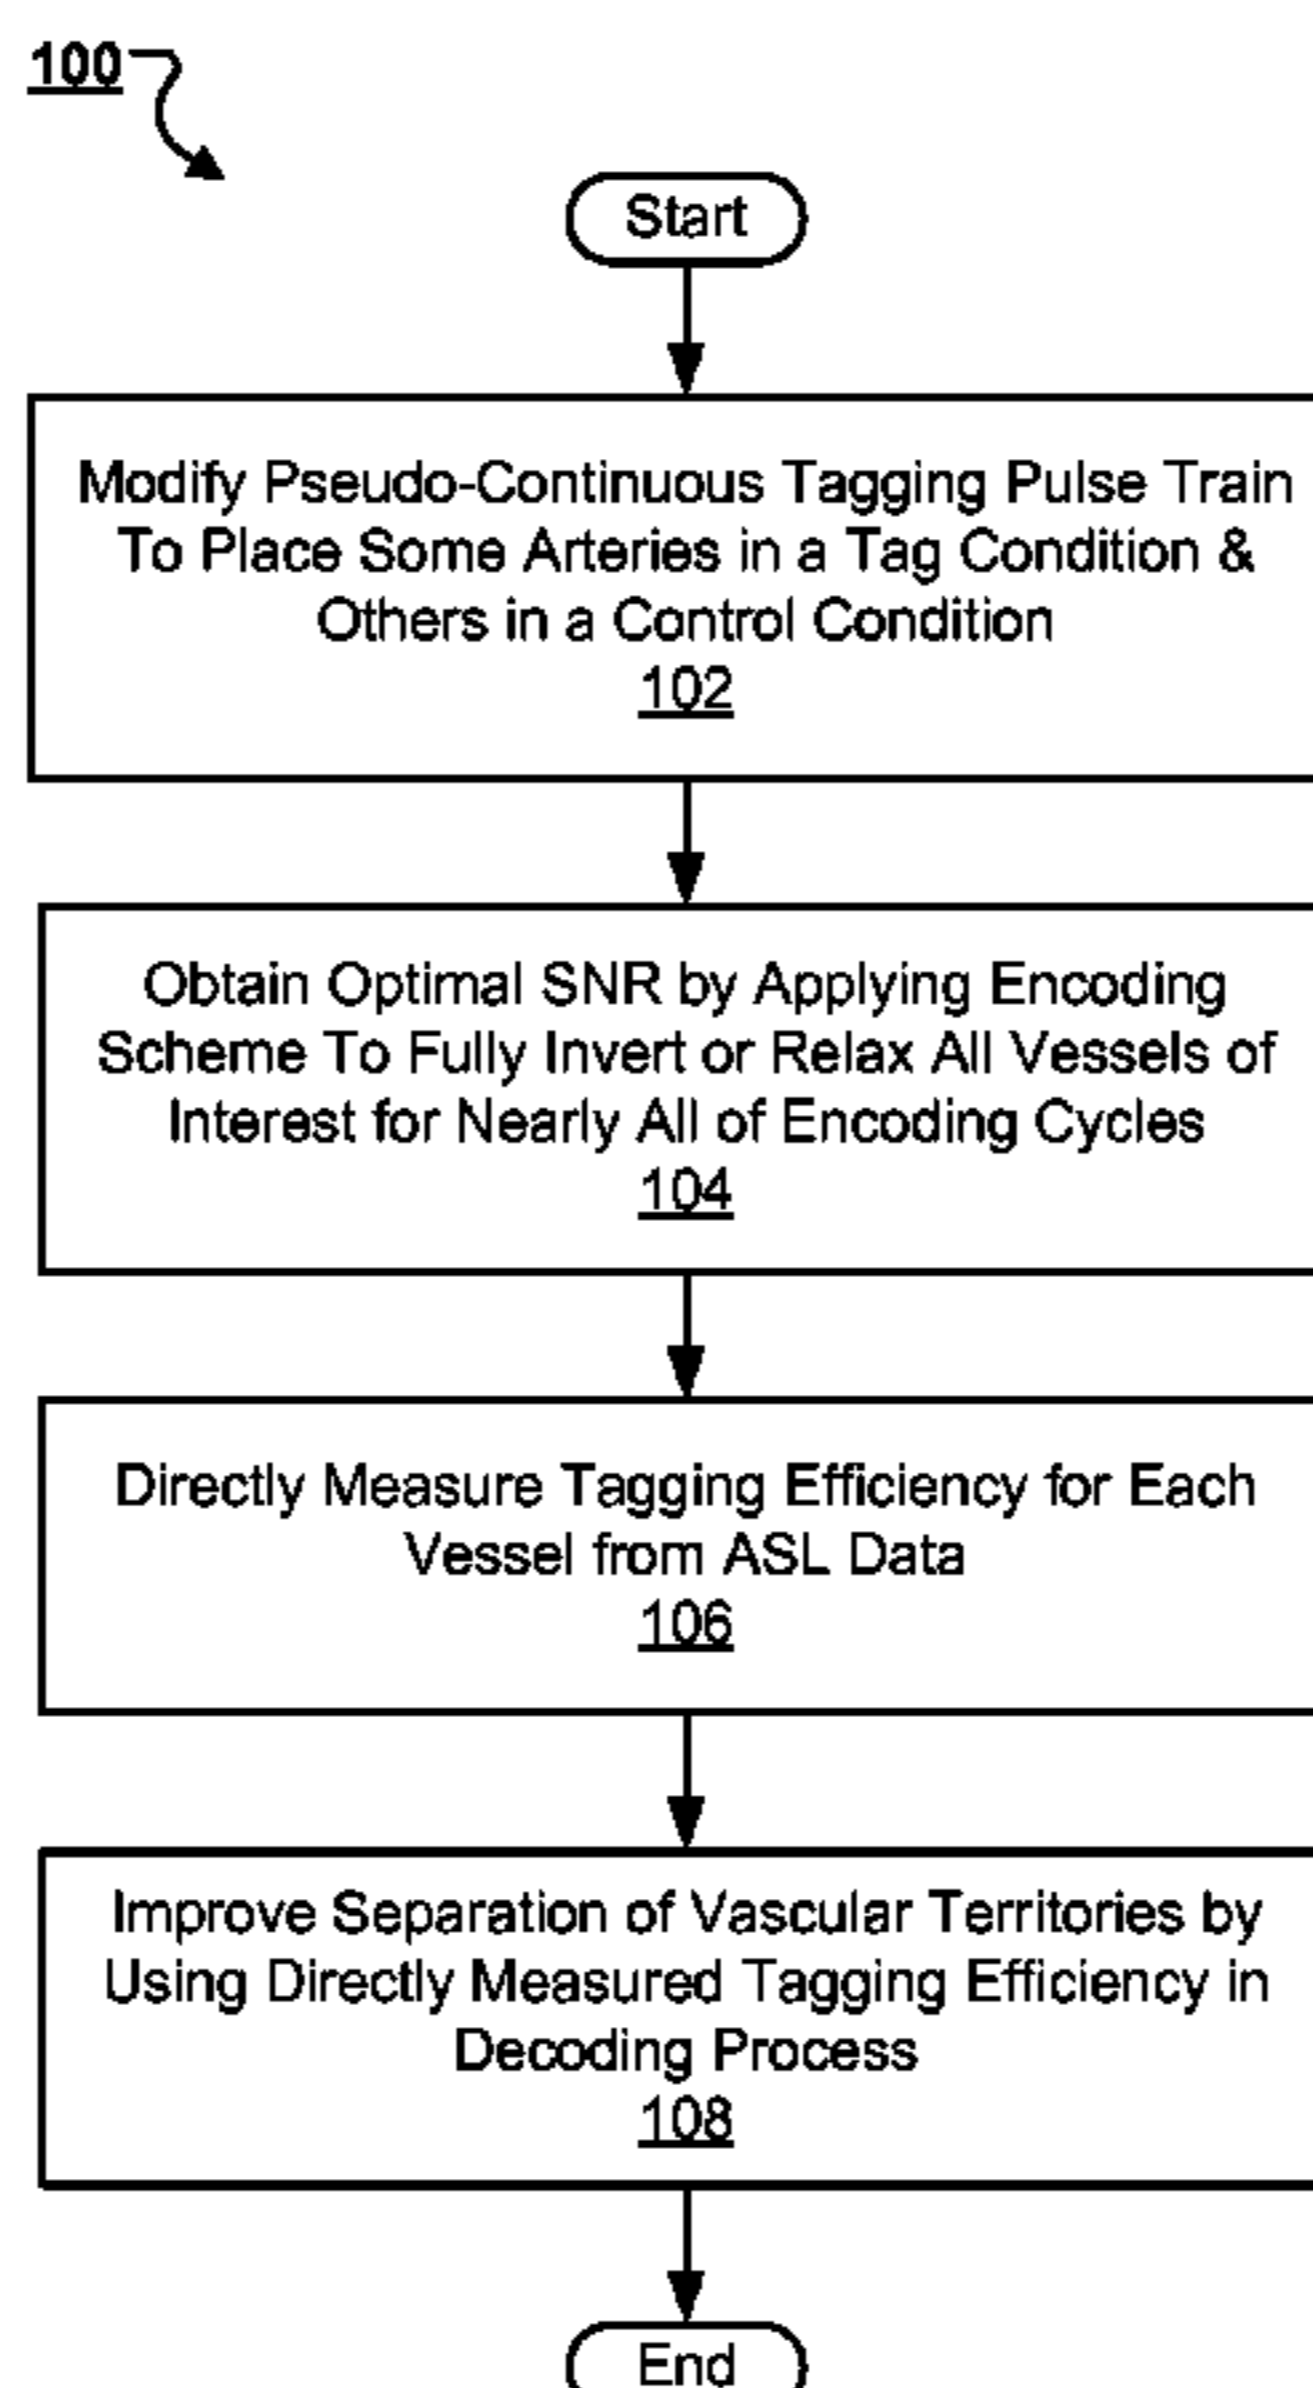 100
Start
Modify Pseudo-Continuous Tagging Pulse Train
To Place Some Arteries in a Tag Condition &
Others in a Control Condition
102
Obtain Optimal SNR by Applying Encoding
Scheme To Fully Invert or Relax All Vessels of
Interest for Nearly All of Encoding Cycles
104
Directly Measure Tagging Efficiency for Each
Vessel from ASL Data
106
Improve Separation of Vascular Territories by
Using Directly Measured Tagging Efficiency in
Decoding Process
108
End